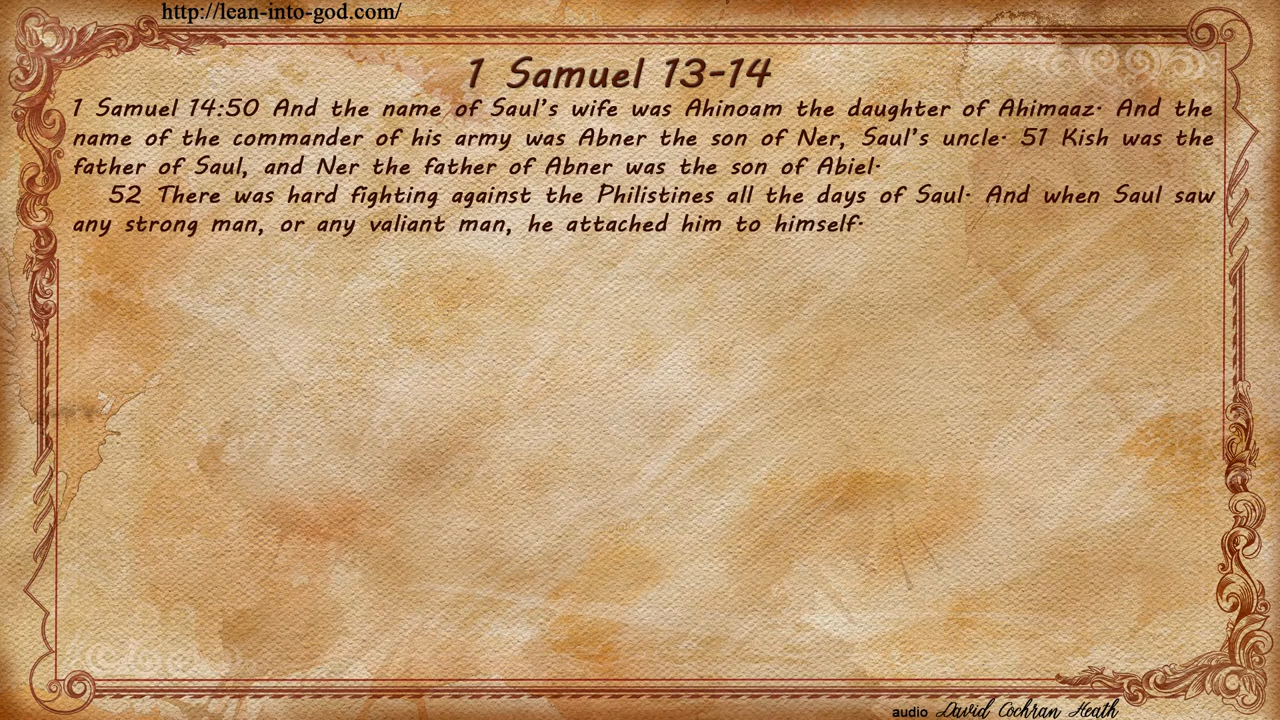 http://lean-into-god.com/
1 Samuel 13-14
1 Samuel 14:50 And the name of Saul’s wife was Ahinoam the daughter of Ahimaaz. And the
name of the commander of his army was Abner the son of Ner, Saul’s uncle. 51 Kish was the
father of Saul, and Ner the father of Abner was the son of Abiel.
52 There was hard fighting against the Philistines all the days of Saul. And when Saul saw
any strong man, or any valiant man, he attached him to himself.
audio David Cochran Heath